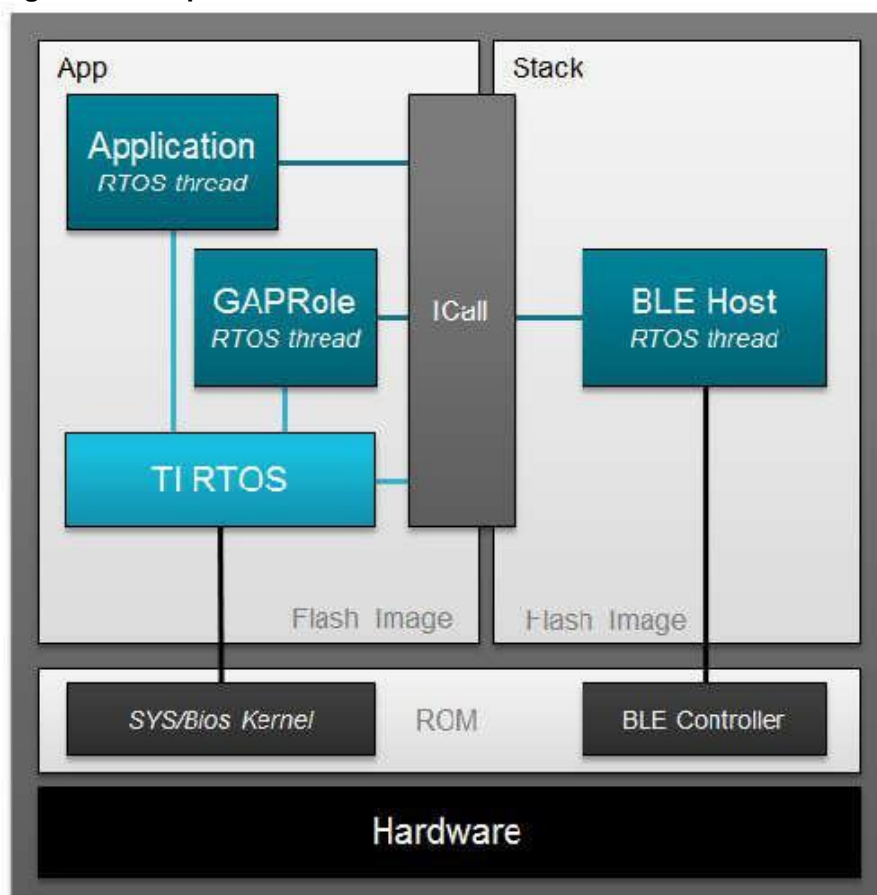 App
Stack
Application
RTOS thread
GAPRole
RTOS thread
ICall
BLE Host
RTOS thread
TI RTOS
Flash Image
Flash Image
SYS/Bios Kernel
ROM
BLE Controller
Hardware